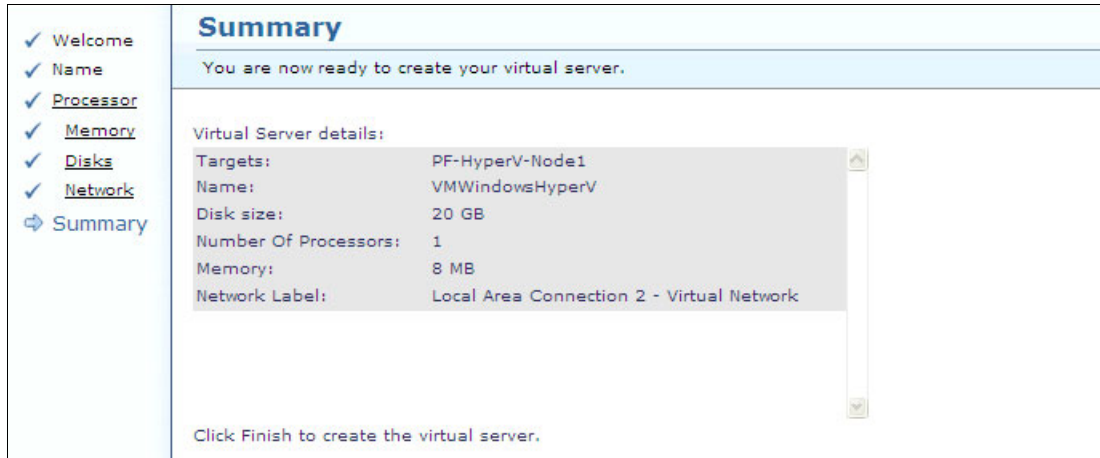 Welcome
Name
Processor
Memory
Disks
Network
Summary
Summary
You are now ready to create your virtual server.
Virtual Server details:
Targets: PF-HyperV-Node1
Name: VMWindowsHyperV
Disk size: 20 GB
Number Of Processors: 1
Memory: 8 MB
Network Label: Local Area Connection 2 - Virtual Network
Click Finish to create the virtual server.